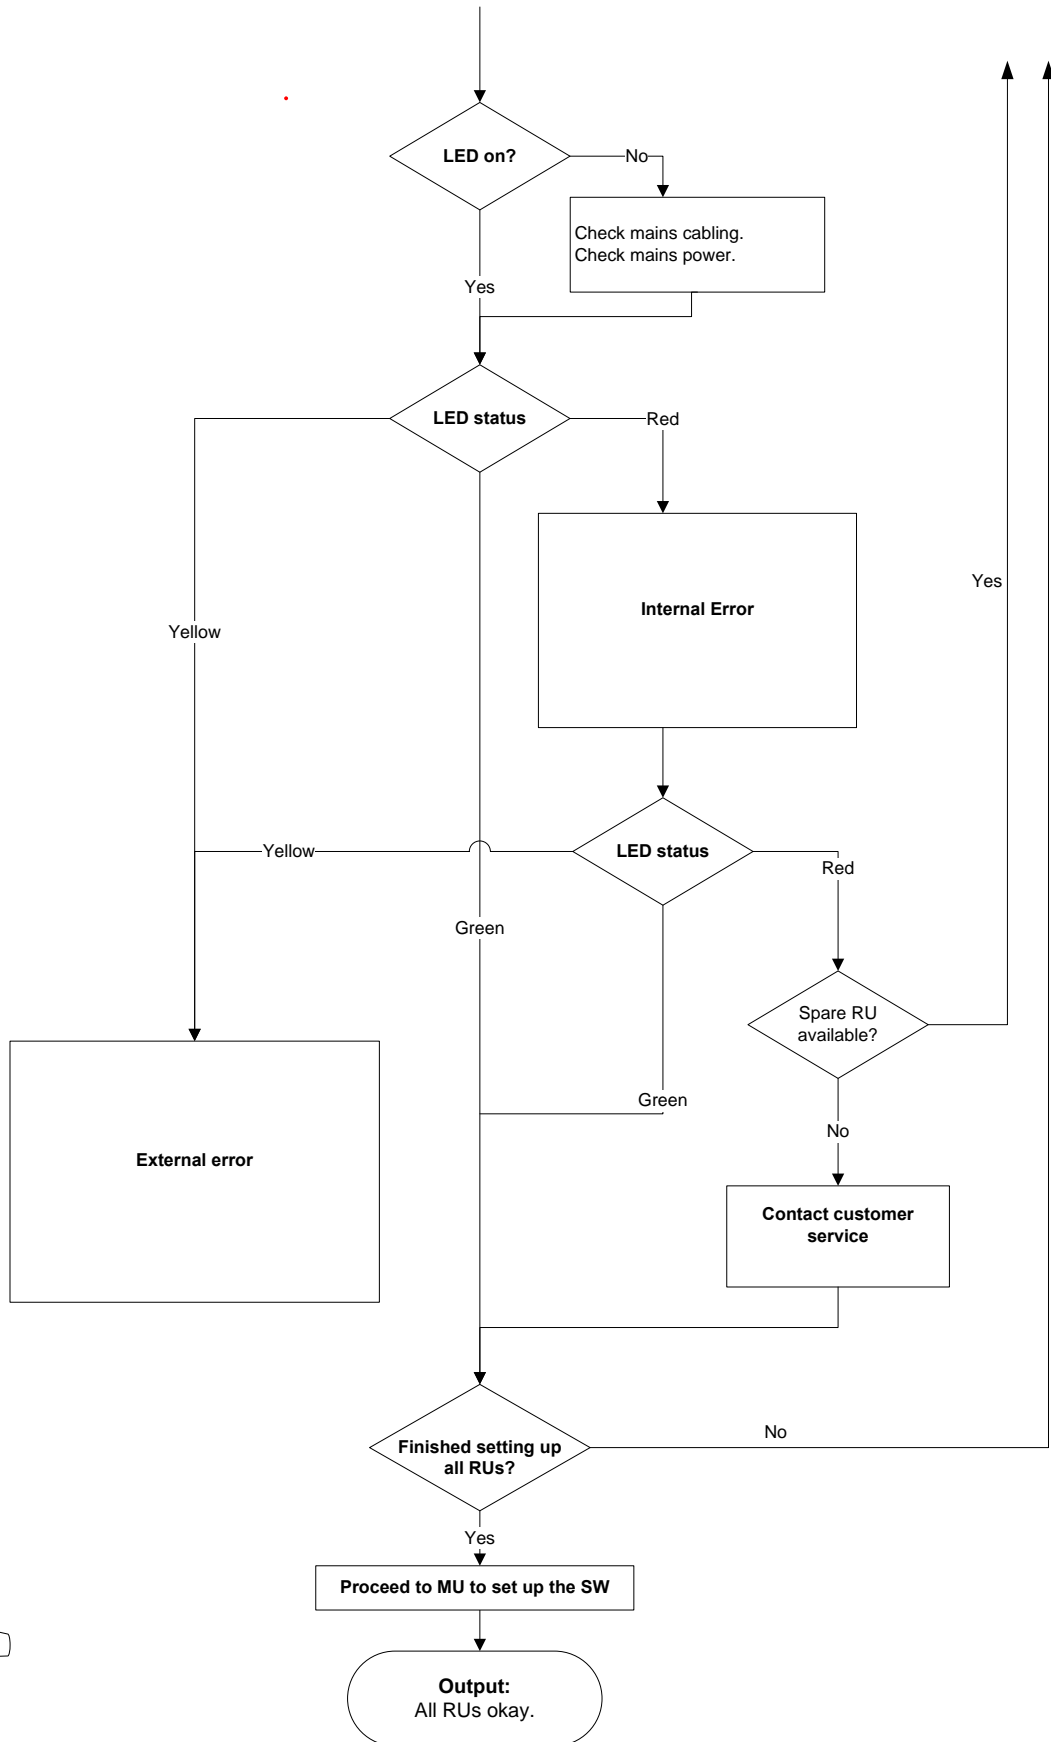 LED on?
No
Check mains cabling.
Check mains power.
Yes
LED status
Red
Yes
Internal Error
Yellow
Yellow
LED status
Red
Green
Spare RU
available?
Green
No
External error
Contact customer
service
No
Finished setting up
all RUs?
Yes
Proceed to MU to set up the SW
Output:
All RUs okay.